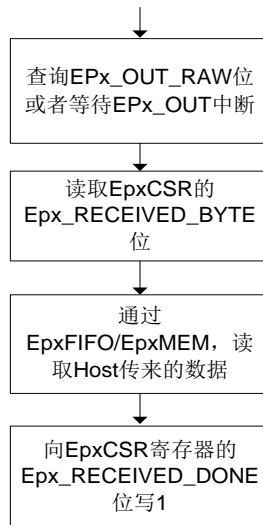 查询EPx_OUT_RAW位
或者等待EPx_OUT中断
读取EpxCSR的
Epx_RECEIVED_BYTE
位
通过
EpxFIFO/EpxMEM，读
取Host传来的数据
向EpxCSR寄存器的
Epx_RECEIVED_DONE
位写1